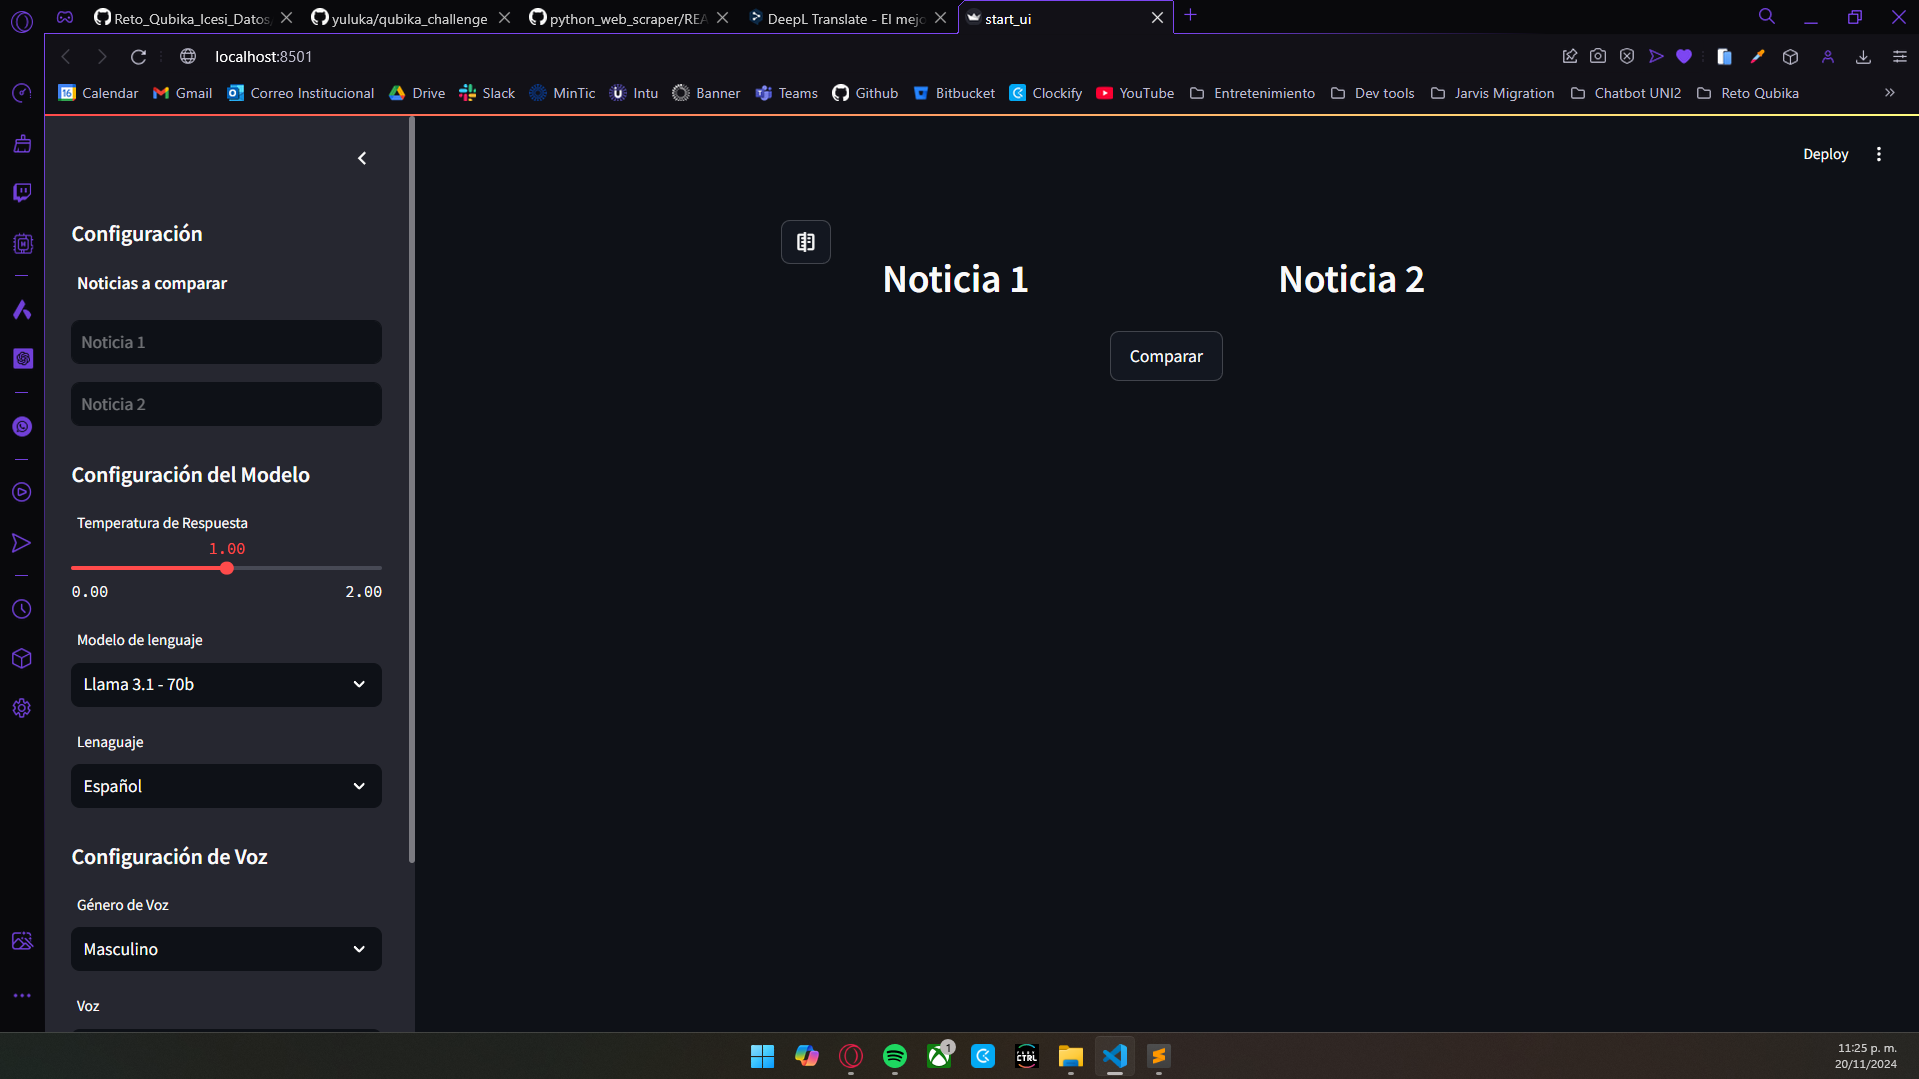 Reto_Qubika_Icesi_Datos
yuluka/qubika_challenge
python_web_scraper/REA
DeepL Translate - El mejo
start_ui
localhost:8501
16
Calendar
Gmail
Correo Institucional
Drive
Slack
MinTic
Intu
Banner
Teams
Github
Bitbucket
Clockify
YouTube
Entretenimiento
Dev tools
Jarvis Migration
Chatbot UNI2
Reto Qubika
»
Deploy
Configuración
Noticias a comparar
Noticia 1
Noticia 2
Configuración del Modelo
Temperatura de Respuesta
1.00
0.00
2.00
Modelo de lenguaje
Llama 3.1 - 70b
Lenaguaje
Español
Configuración de Voz
Género de Voz
Masculino
Voz
Noticia 1
Noticia 2
Comparar
1
CTRL
11:25 p. m.
20/11/2024